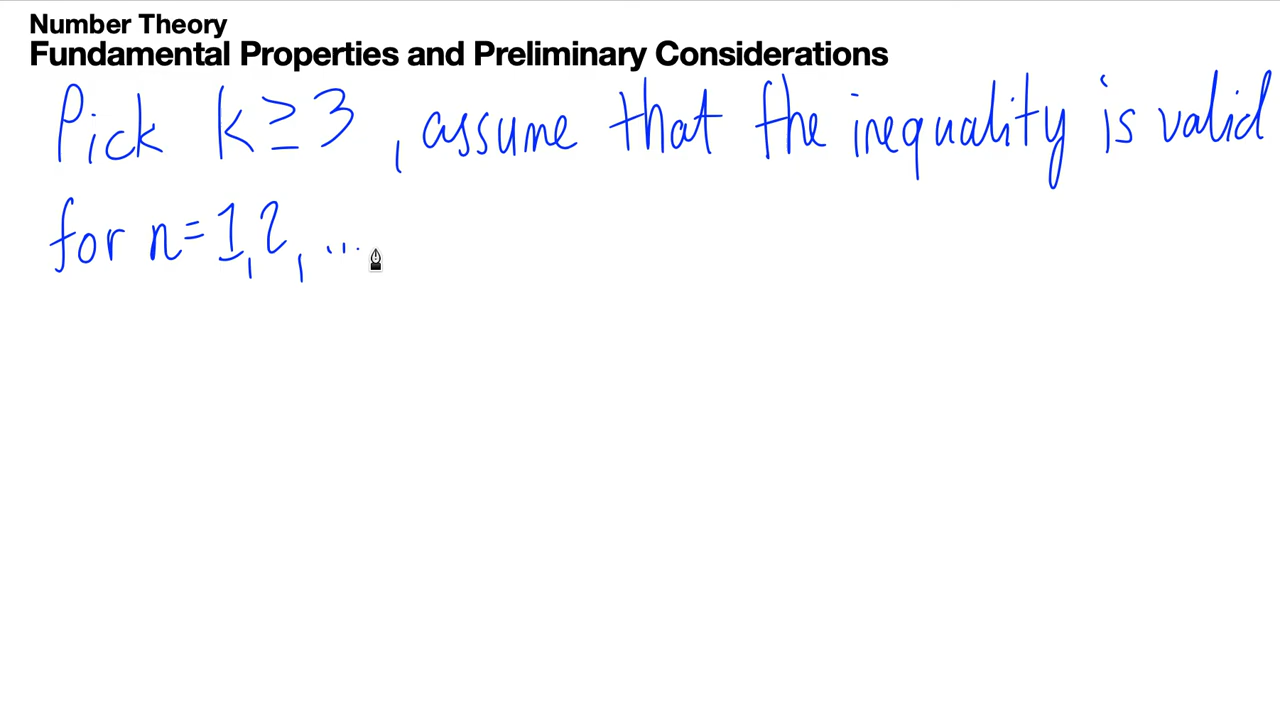 Number Theory
Fundamental Properties and Preliminary Considerations
Pick k ≥ 3, assume that the inequality is valid
for n = 1, 2, ...